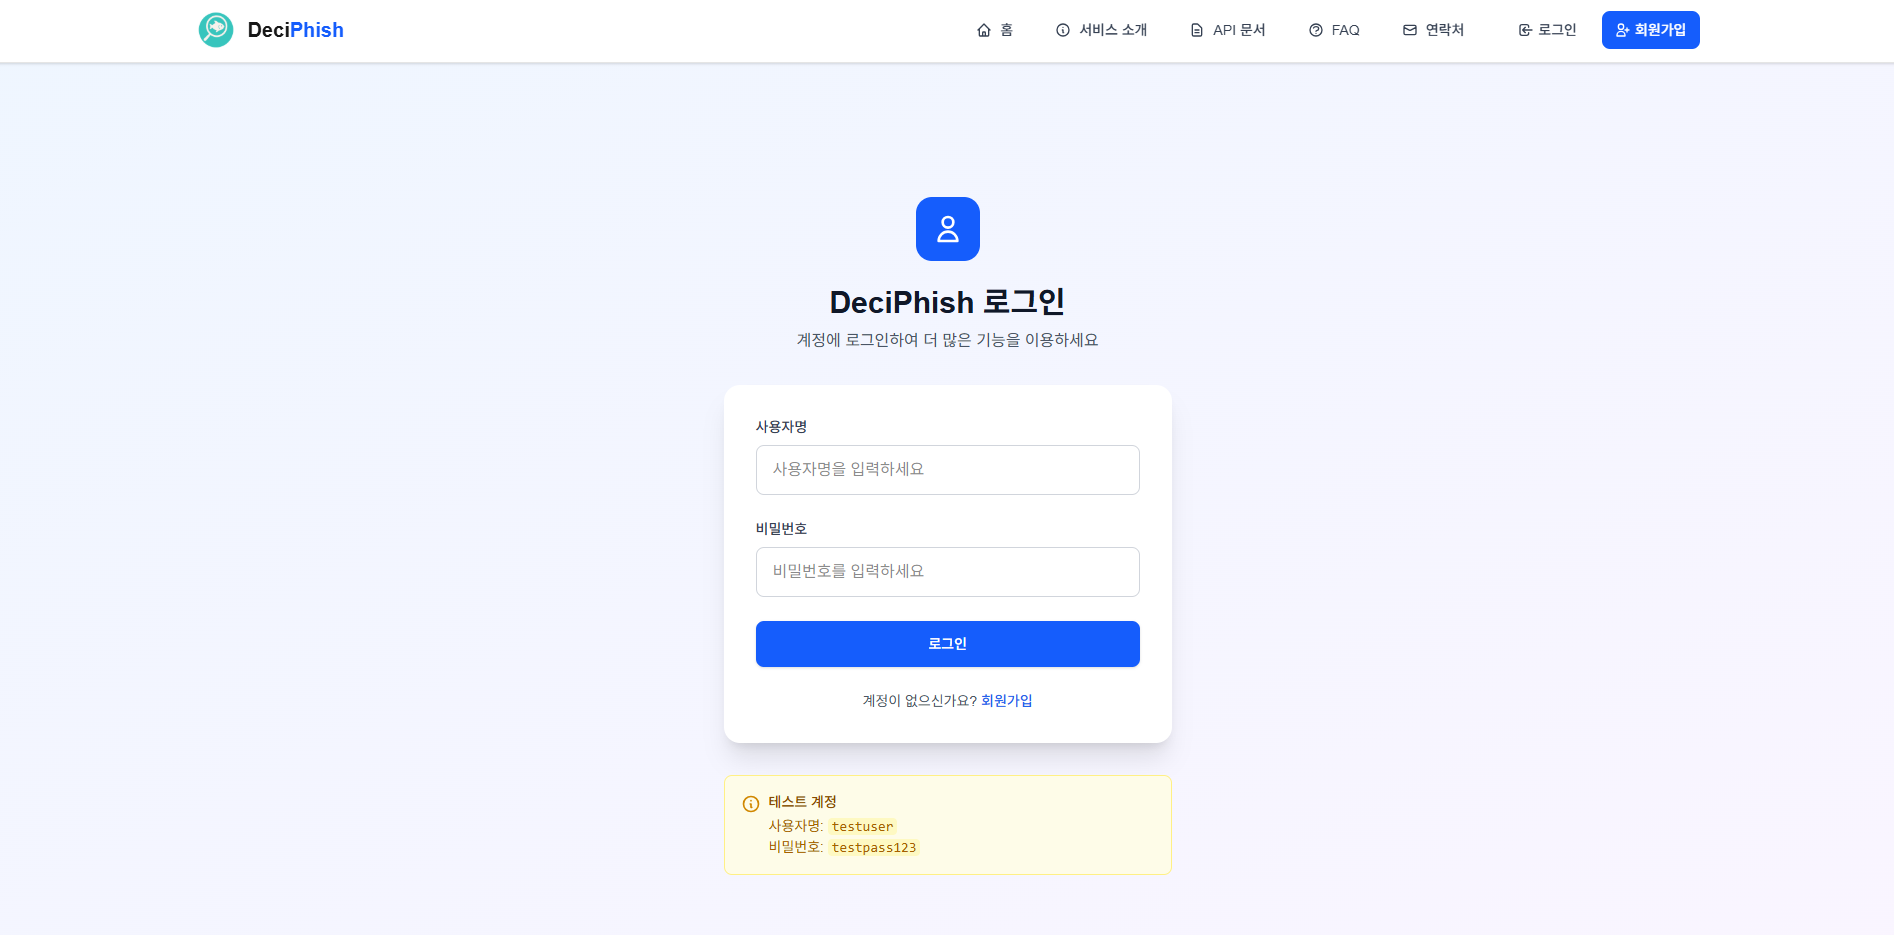 DeciPhish
홈
서비스 소개
API 문서
FAQ
연락처
로그인
회원가입
DeciPhish 로그인
계정에 로그인하여 더 많은 기능을 이용하세요
사용자명
사용자명을 입력하세요
비밀번호
비밀번호를 입력하세요
로그인
계정이 없으신가요? 회원가입
테스트 계정
사용자명: testuser
비밀번호: testpass123